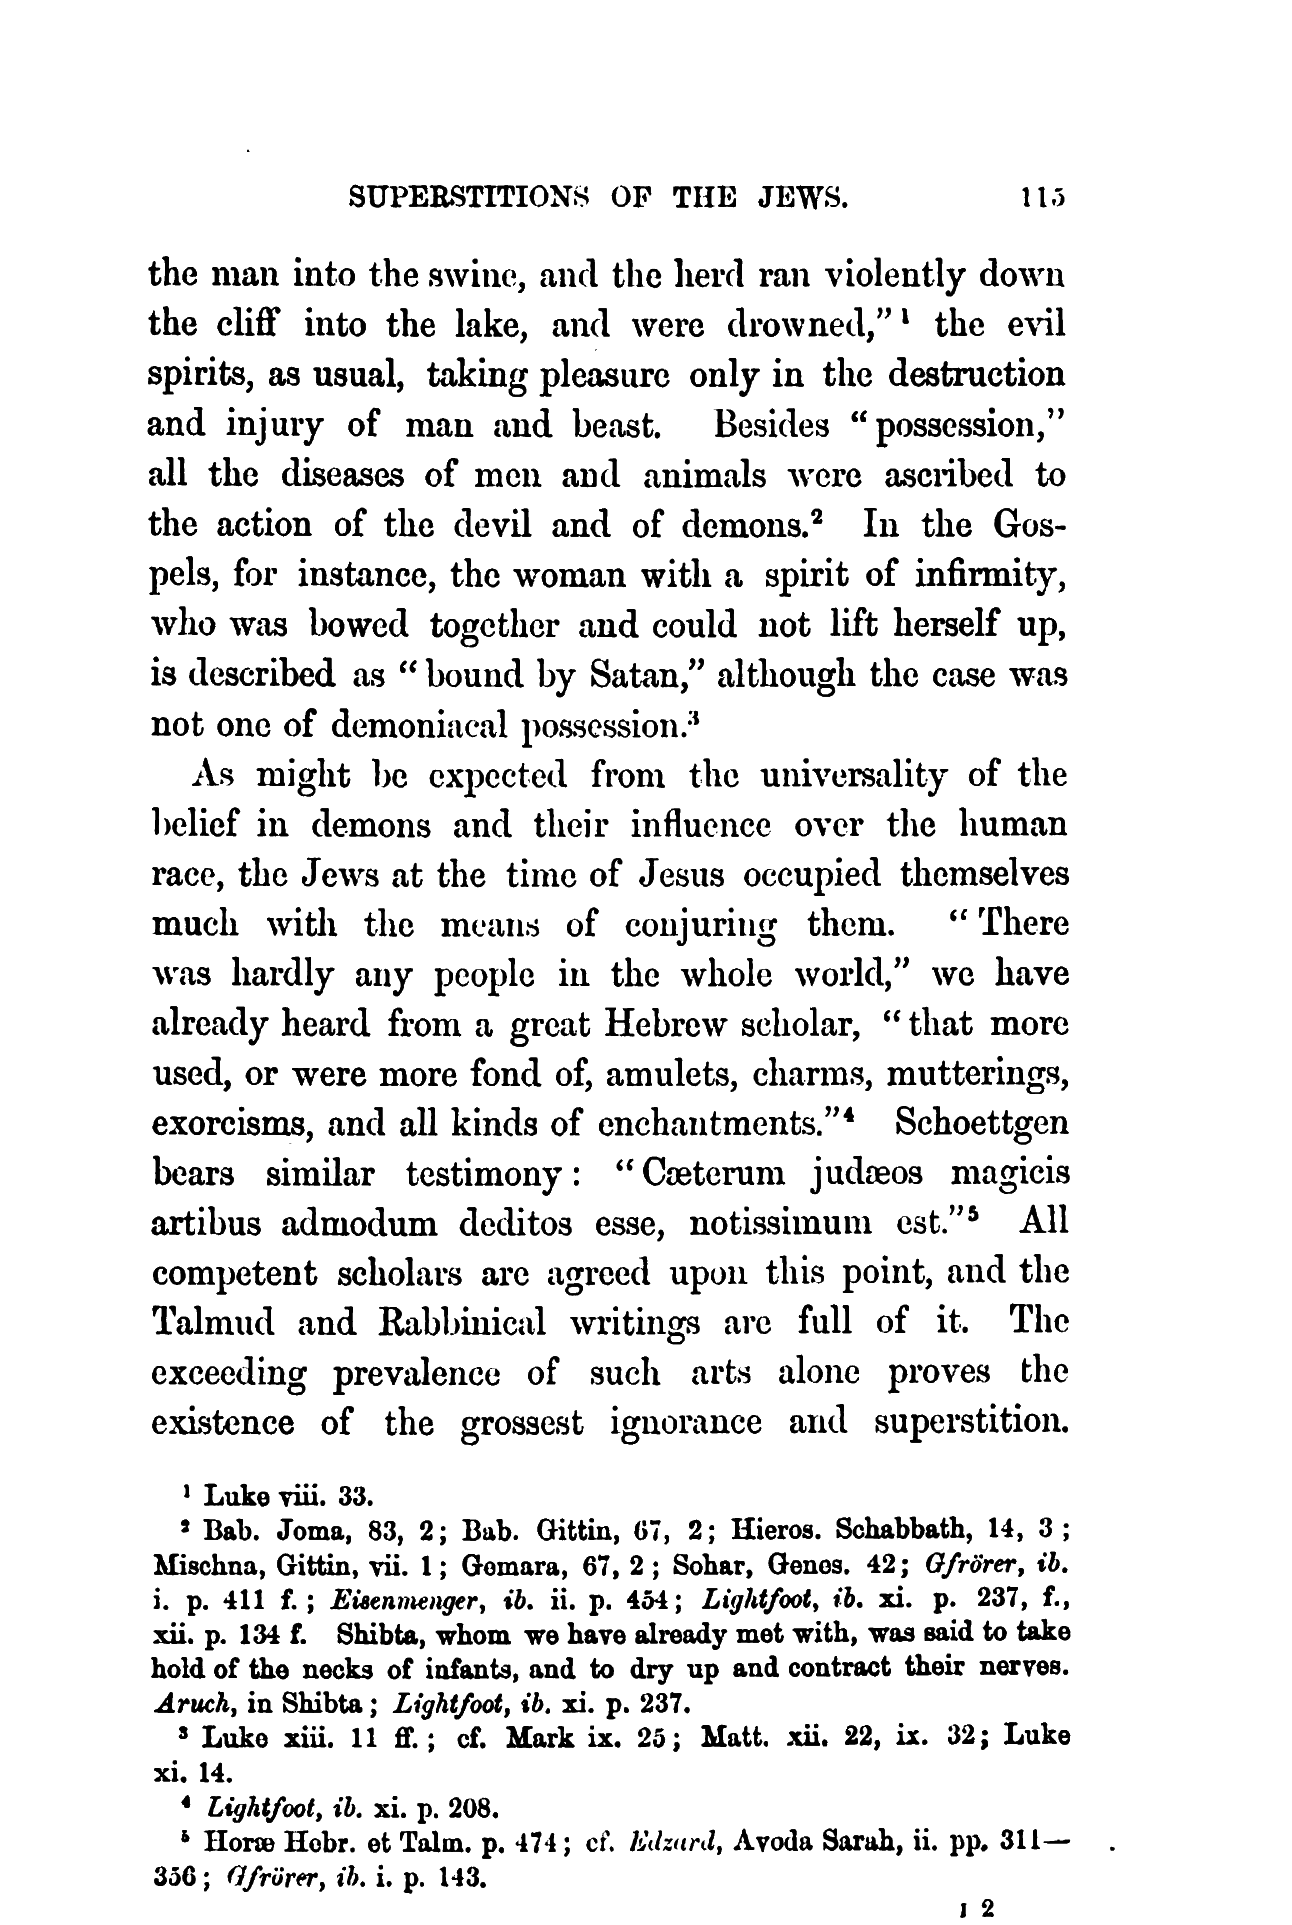 SUPERSTITIONS OF THE JEWS. 115
the man into the swine, and the herd ran violently down
the cliff into the lake, and were drowned,”¹ the evil
spirits, as usual, taking pleasure only in the destruction
and injury of man and beast. Besides “possession,”
all the diseases of men and animals were ascribed to
the action of the devil and of demons.² In the Gos-
pels, for instance, the woman with a spirit of infirmity,
who was bowed together and could not lift herself up,
is described as “bound by Satan,” although the case was
not one of demoniacal possession.³
As might be expected from the universality of the
belief in demons and their influence over the human
race, the Jews at the time of Jesus occupied themselves
much with the means of conjuring them. “There
was hardly any people in the whole world,” we have
already heard from a great Hebrew scholar, “that more
used, or were more fond of, amulets, charms, mutterings,
exorcisms, and all kinds of enchantments.”⁴ Schoettgen
bears similar testimony: “Cæterum judæos magicis
artibus admodum deditos esse, notissimum est.”⁵ All
competent scholars are agreed upon this point, and the
Talmud and Rabbinical writings are full of it. The
exceeding prevalence of such arts alone proves the
existence of the grossest ignorance and superstition.
¹ Luke viii. 33.
² Bab. Joma, 83, 2; Bab. Gittin, 67, 2; Hieros. Schabbath, 14, 3;
Mischna, Gittin, vii. 1; Gemara, 67, 2; Sohar, Genes. 42; Gfrörer, ib.
i. p. 411 f.; Eisenmenger, ib. ii. p. 454; Lightfoot, ib. xi. p. 237, f.,
xii. p. 134 f. Shibta, whom we have already met with, was said to take
hold of the necks of infants, and to dry up and contract their nerves.
Aruch, in Shibta; Lightfoot, ib. xi. p. 237.
³ Luke xiii. 11 ff.; cf. Mark ix. 25; Matt. xii. 22, ix. 32; Luke
xi. 14.
⁴ Lightfoot, ib. xi. p. 208.
⁵ Horæ Hebr. et Talm. p. 474; cf. Edzard, Avoda Sarah, ii. pp. 311—
356; Gfrörer, ib. i. p. 143.
I 2